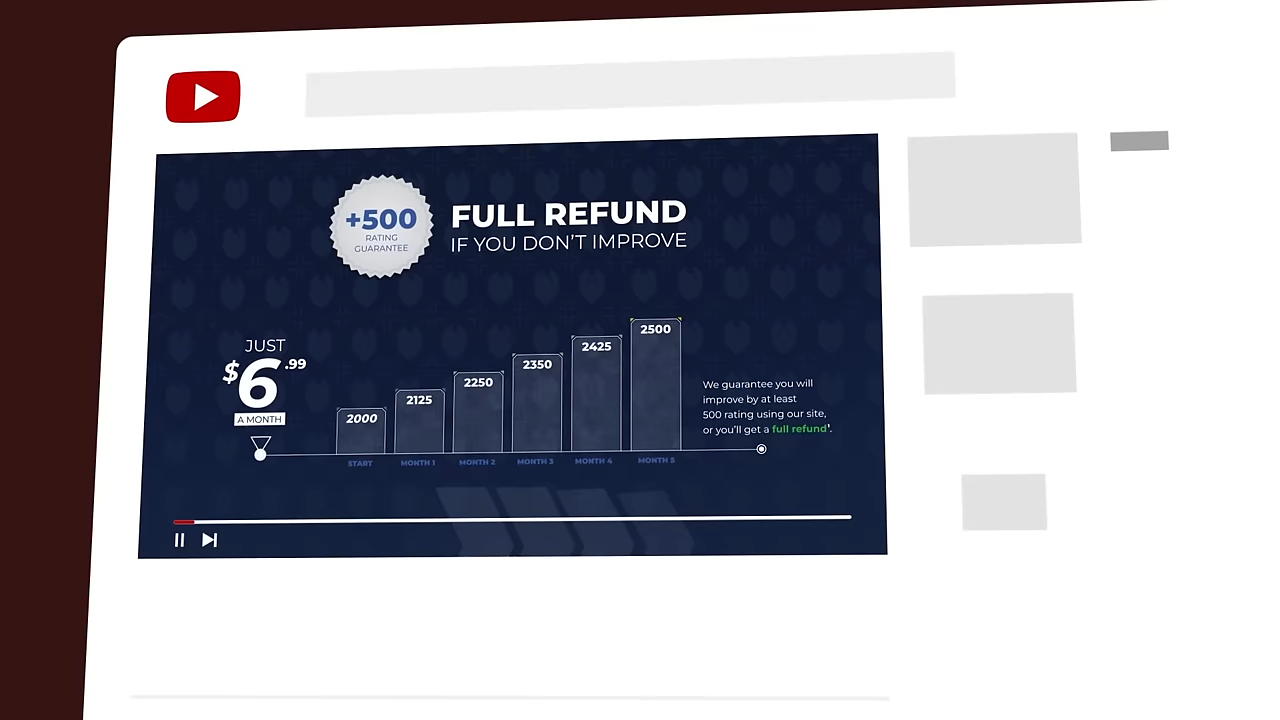 +500
RATING
GUARANTEE
FULL REFUND
IF YOU DON'T IMPROVE
JUST
$6.99
A MONTH
2000
2125
2250
2350
2425
2500
START
MONTH 1
MONTH 2
MONTH 3
MONTH 4
MONTH 5
We guarantee you will
improve by at least
500 rating using our site,
or you'll get a full refund¹.